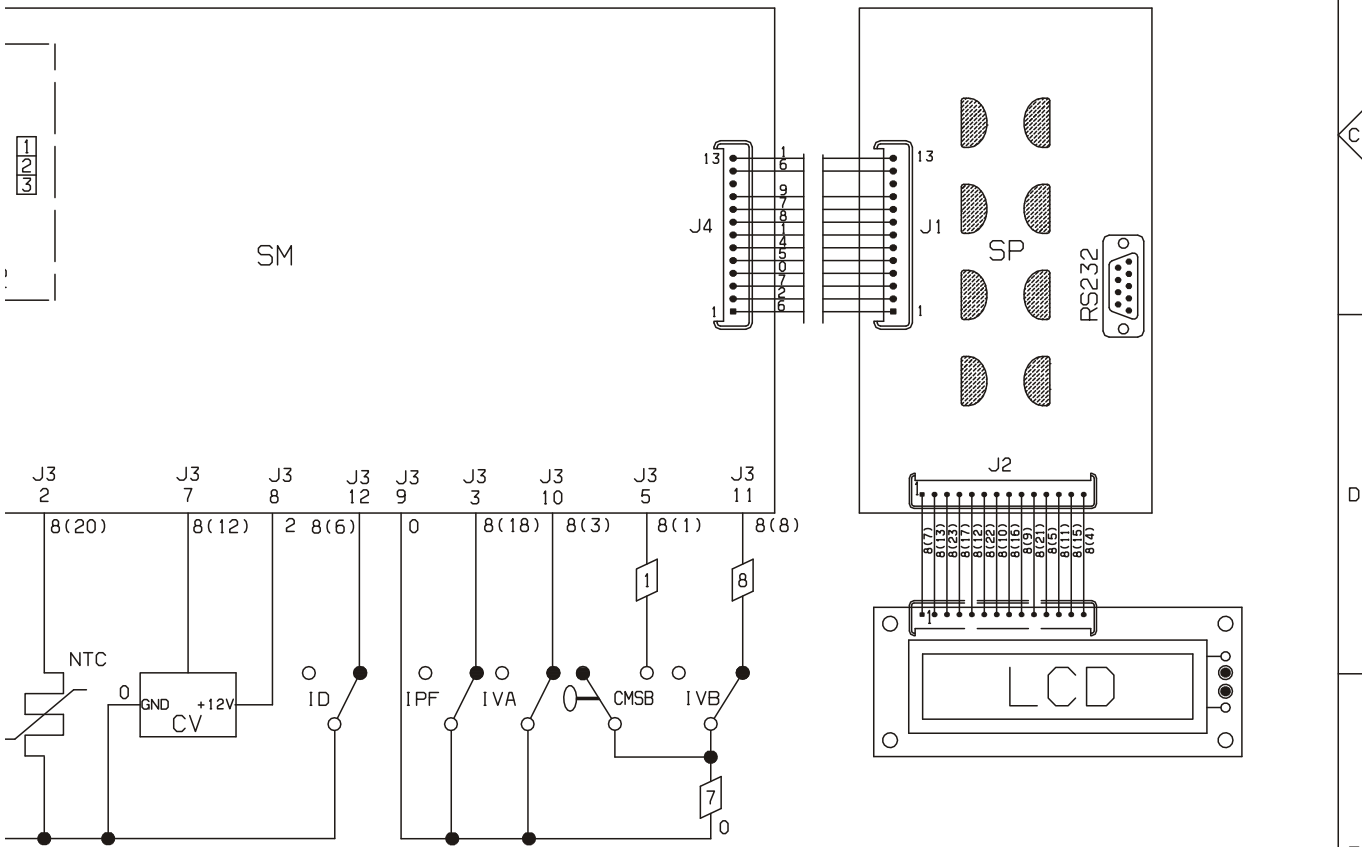 1
2
3
SM
J4
13
1
1
6
9
7
8
1
4
5
0
7
2
6
J1
13
1
SP
RS232
C
D
J3
2
J3
7
J3
8
J3
12
J3
9
J3
3
J3
10
J3
5
J3
11
8(20)
8(12)
2
8(6)
0
8(18)
8(3)
8(1)
8(8)
1
8
NTC
0
GND
+12V
CV
ID
IPF
IVA
CMSB
IVB
7
0
J2
1
8(7)
8(13)
8(23)
8(17)
8(12)
8(22)
8(10)
8(16)
8(9)
8(21)
8(5)
8(11)
8(15)
8(4)
1
LCD